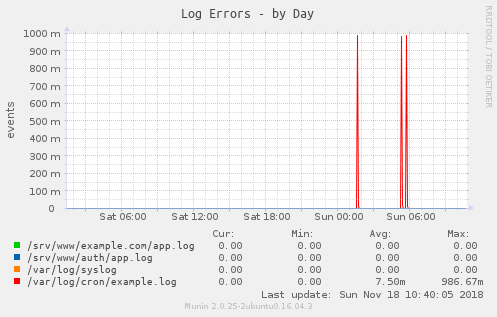 Log Errors - by Day
RRDTOOL / TOBI OETIKER
events
1000 m
900 m
800 m
700 m
600 m
500 m
400 m
300 m
200 m
100 m
0
Sat 06:00 Sat 12:00 Sat 18:00 Sun 00:00 Sun 06:00
Cur: Min: Avg: Max:
/srv/www/example.com/app.log 0.00 0.00 0.00 0.00
/srv/www/auth/app.log 0.00 0.00 0.00 0.00
/var/log/syslog 0.00 0.00 0.00 0.00
/var/log/cron/example.log 0.00 0.00 7.50m 986.67m
Last update: Sun Nov 18 10:40:05 2018
Munin 2.0.25-2ubuntu0.16.04.3